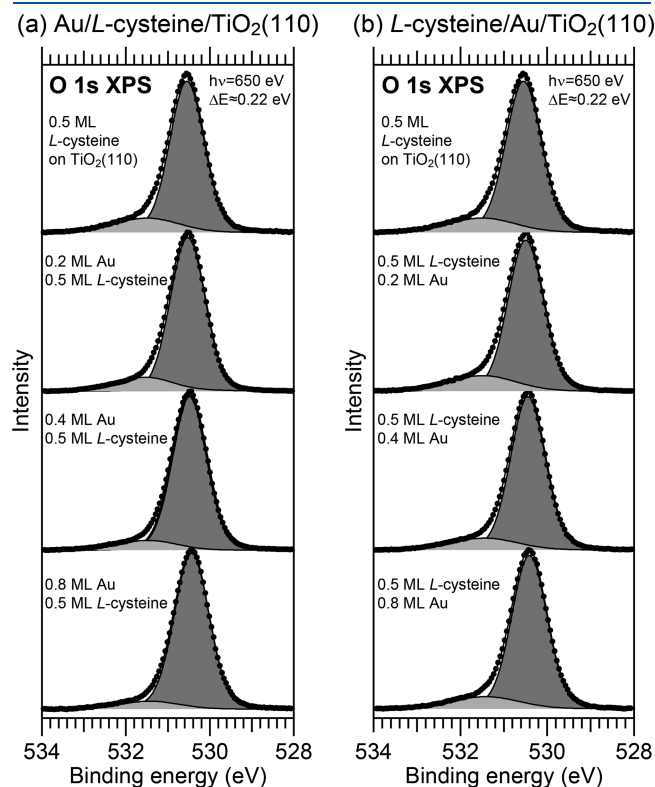 (a) Au/L-cysteine/TiO₂(110)
O 1s XPS
hν=650 eV
ΔE≈0.22 eV
0.5 ML
L-cysteine
on TiO₂(110)
0.2 ML Au
0.5 ML L-cysteine
0.4 ML Au
0.5 ML L-cysteine
0.8 ML Au
0.5 ML L-cysteine
Intensity
534 532 530 528
Binding energy (eV)
(b) L-cysteine/Au/TiO₂(110)
O 1s XPS
hν=650 eV
ΔE≈0.22 eV
0.5 ML
L-cysteine
on TiO₂(110)
0.5 ML L-cysteine
0.2 ML Au
0.5 ML L-cysteine
0.4 ML Au
0.5 ML L-cysteine
0.8 ML Au
Intensity
534 532 530 528
Binding energy (eV)